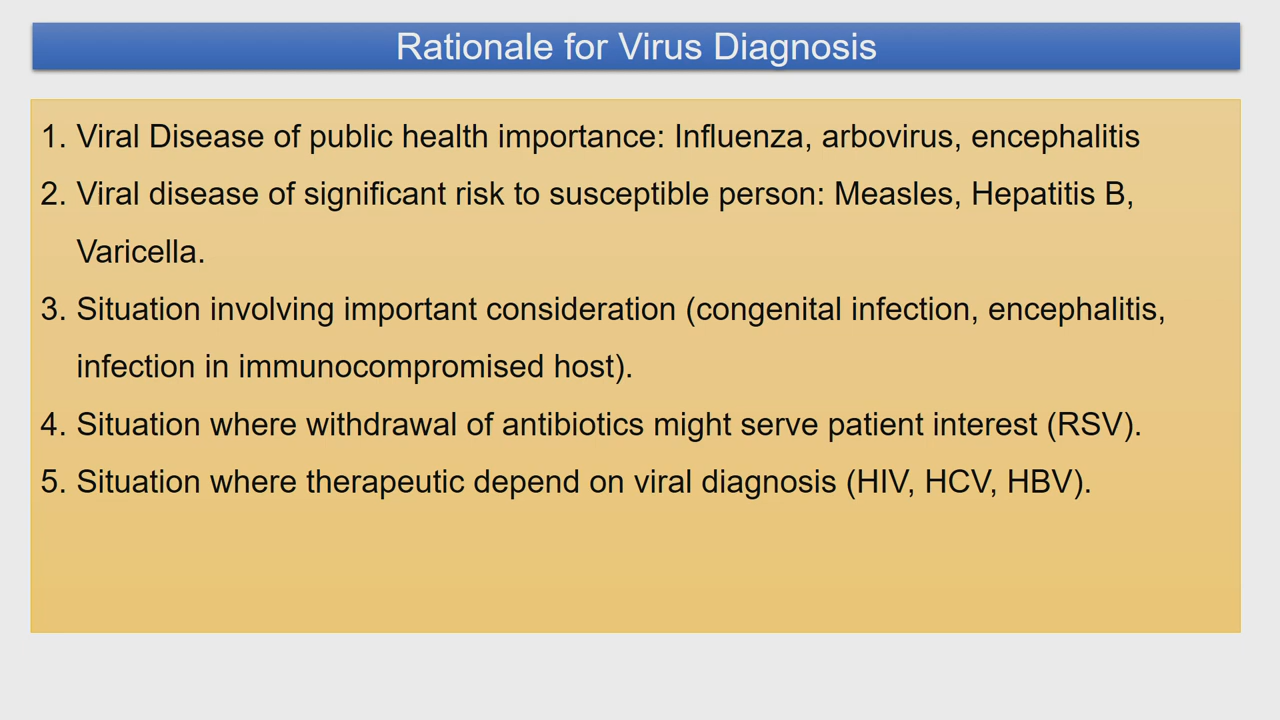 Rationale for Virus Diagnosis
1. Viral Disease of public health importance: Influenza, arbovirus, encephalitis
2. Viral disease of significant risk to susceptible person: Measles, Hepatitis B,
Varicella.
3. Situation involving important consideration (congenital infection, encephalitis,
infection in immunocompromised host).
4. Situation where withdrawal of antibiotics might serve patient interest (RSV).
5. Situation where therapeutic depend on viral diagnosis (HIV, HCV, HBV).